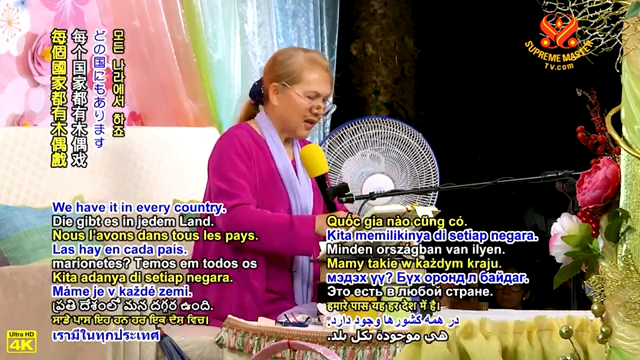 모든 나라에서 하죠
どの国にもあります
每个国家都有木偶戏
每個國家都有木偶戲
SUPREME MASTER
TV.com
We have it in every country.
Die gibt es in jedem Land.
Nous l'avons dans tous les pays.
Las hay en cada país.
marionetes? Temos em todos os
Kita adanya di setiap negara.
Máme je v každé zemi.
ప్రతి దేశంలో మన దగ్గర ఉంది.
ਸਾਡੇ ਪਾਸ ਇਹ ਹਨ ਹਰ ਇਕ ਦੇਸ਼ ਵਿਚ।
เรามีในทุกประเทศ
Quốc gia nào cũng có.
Kita memilikinya di setiap negara.
Minden országban van ilyen.
Mamy takie w każdym kraju.
мэдэх үү? Бүх оронд л байдаг.
Это есть в любой стране.
हमारे पास यह हर देश में है।
در همه کشورها وجود دارد.
هي موجودة بكل بلد.
Ultra HD
4K